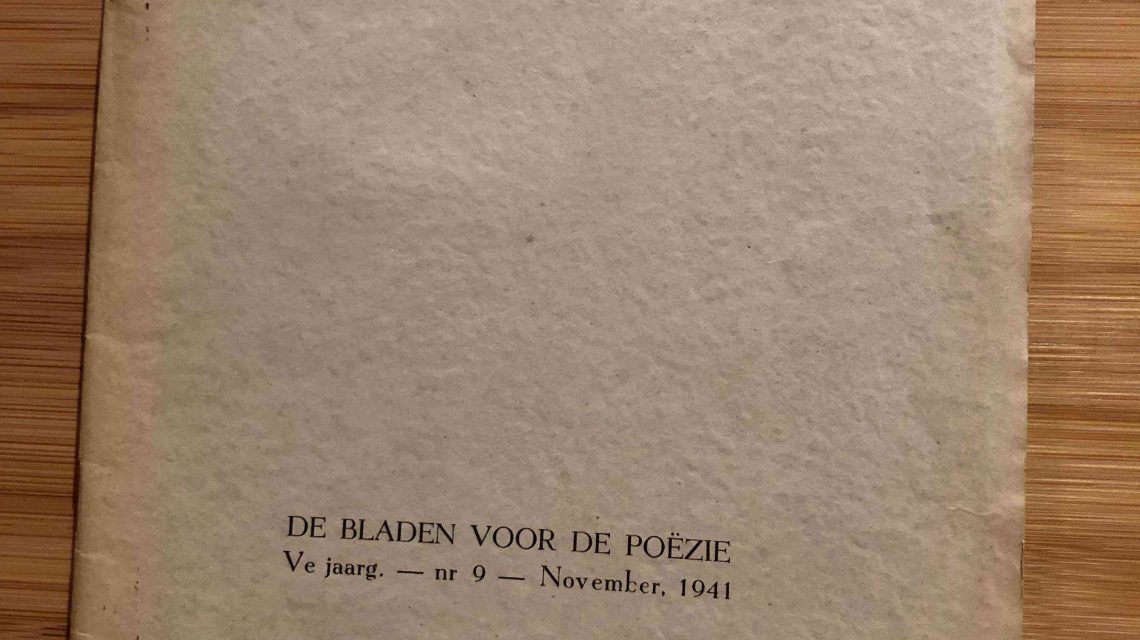 DE BLADEN VOOR DE POËZIE
Ve jaarg. — nr 9 — November, 1941